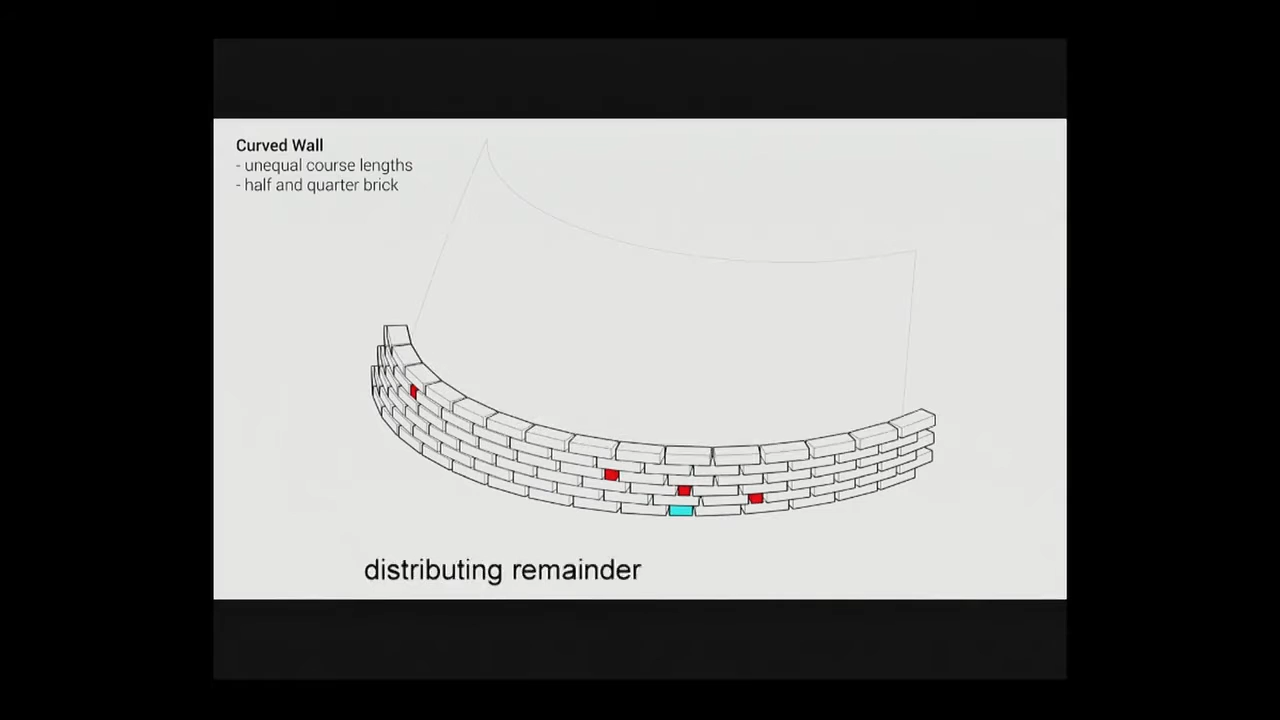 Curved Wall
- unequal course lengths
- half and quarter brick
distributing remainder